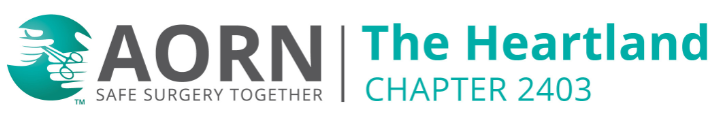 AORN
SAFE SURGERY TOGETHER
TM
The Heartland
CHAPTER 2403